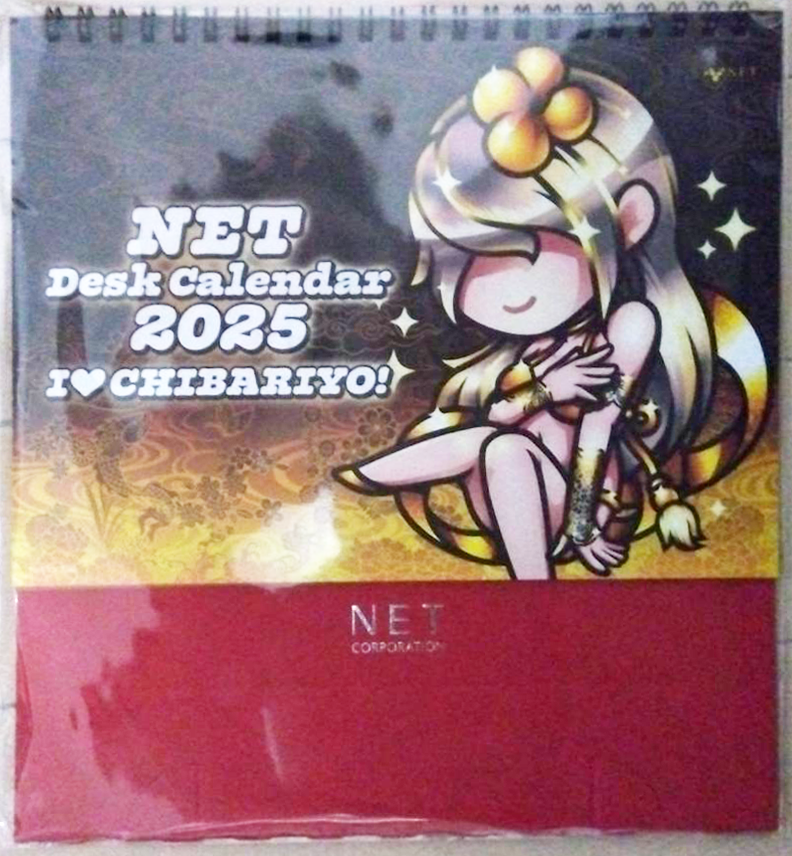 NET
Desk Calendar
2025
I♥CHIBARIYO!
NET
CORPORATION